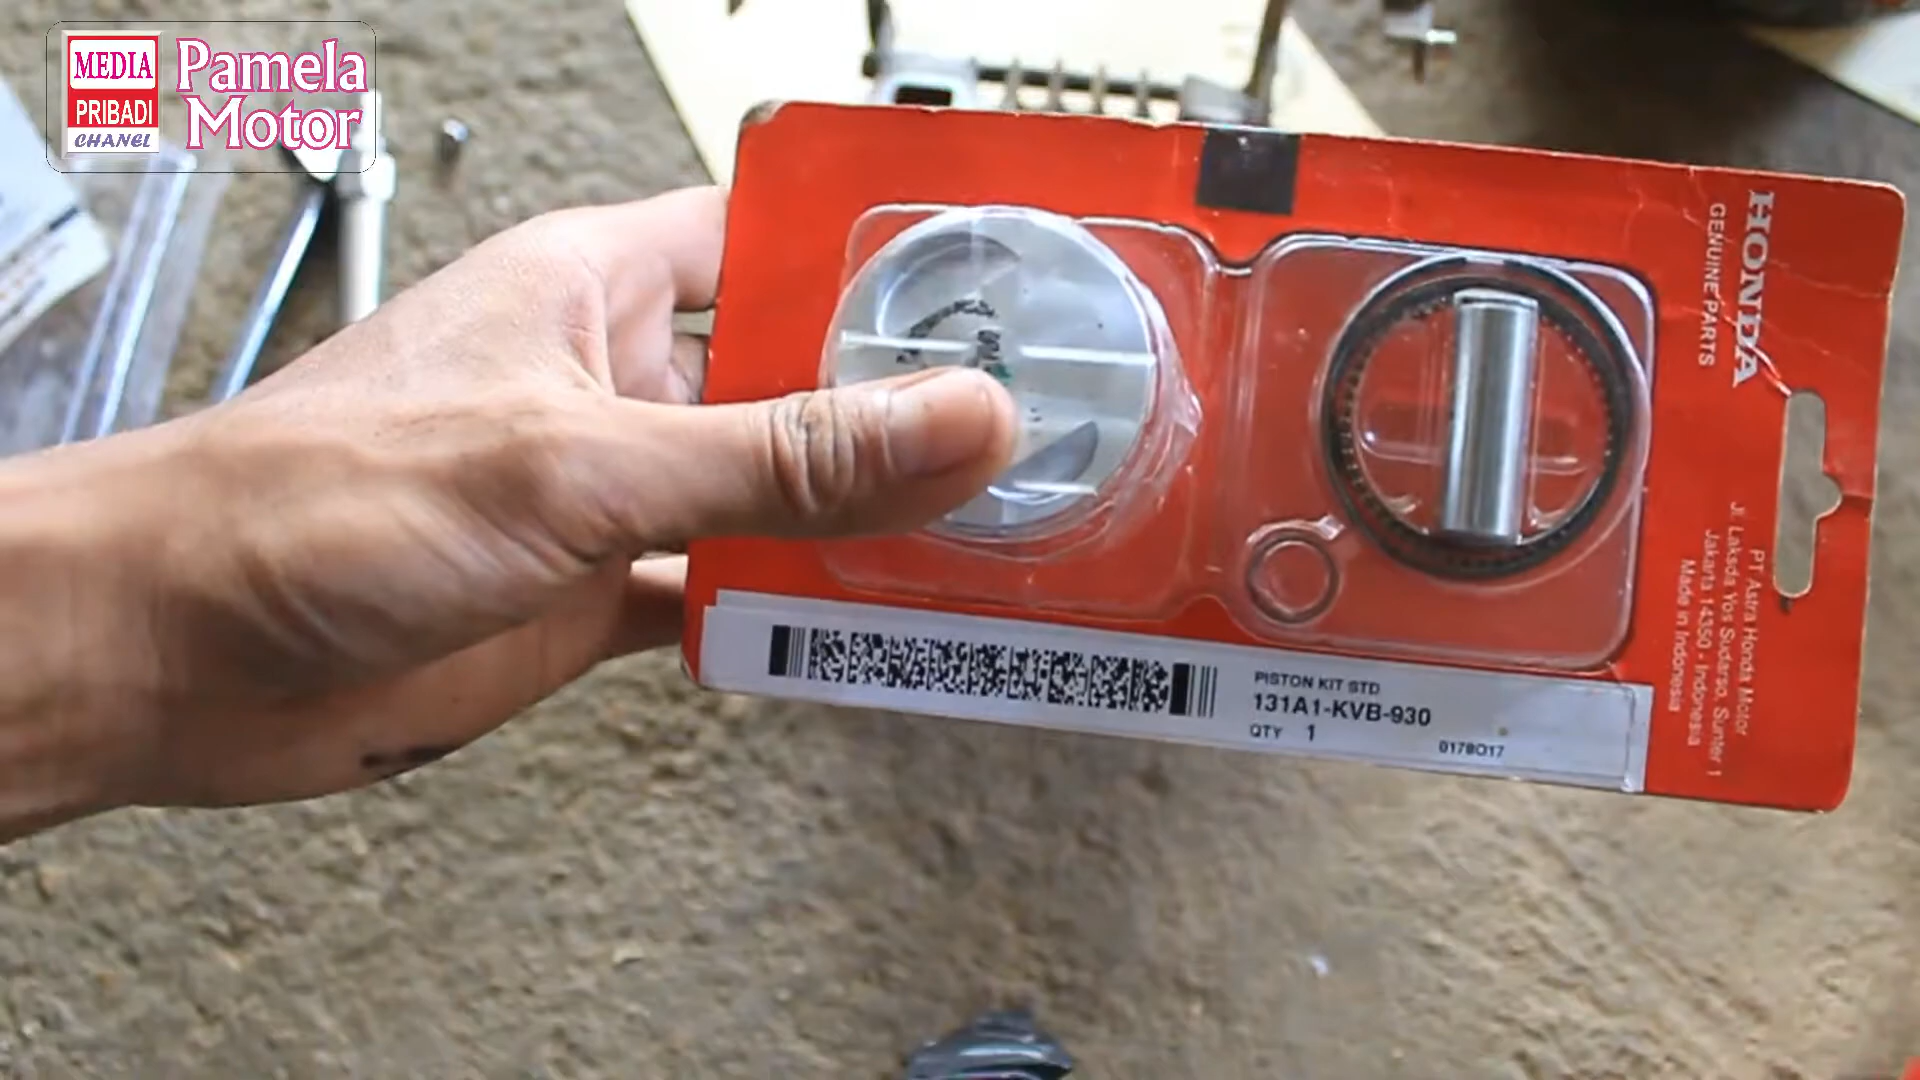 MEDIA
PRIBADI
CHANEL
Pamela
Motor
HONDA
GENUINE PARTS
PT Astra Honda Motor
Jl. Laksda Yos Sudarso, Sunter 1
Jakarta 14350 - Indonesia
Made in Indonesia
PISTON KIT STD
131A1-KVB-930
QTY 1
0178017